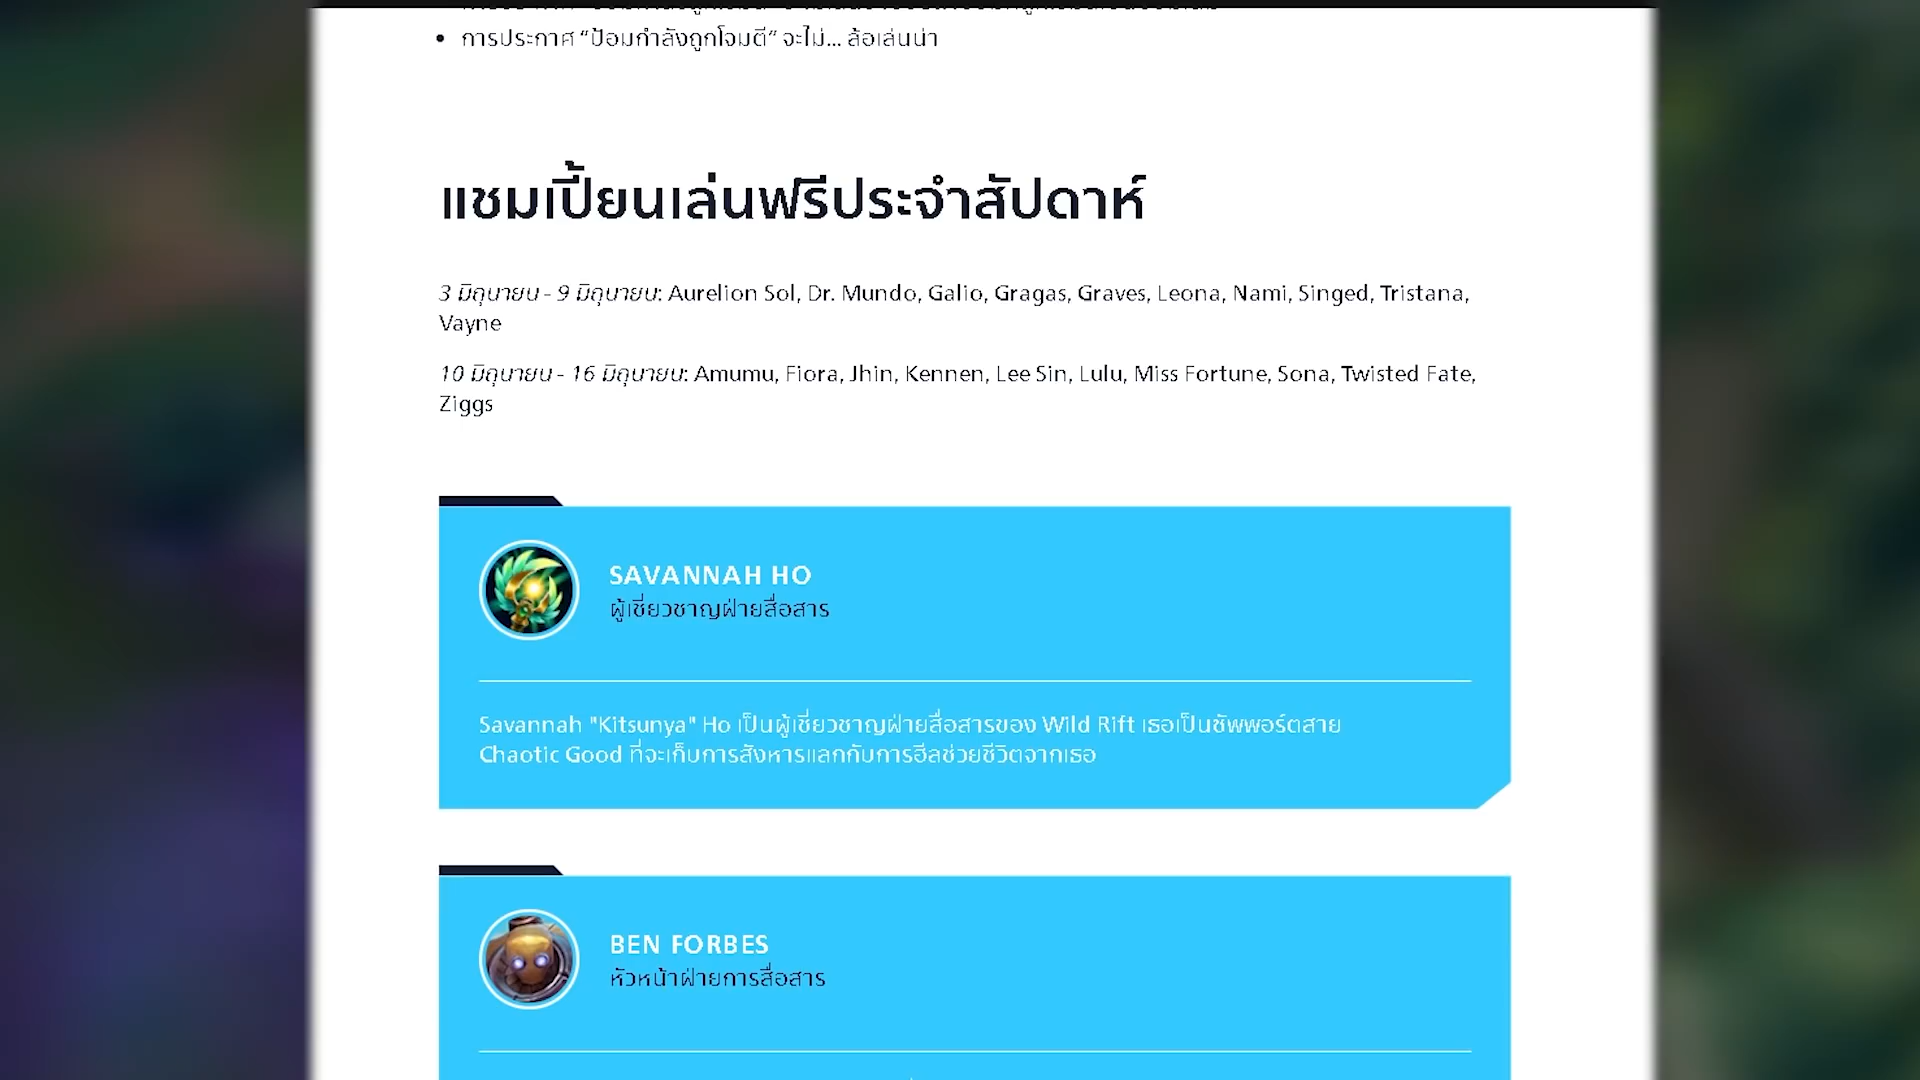 การประกาศ “ป้อมกำลังถูกโจมตี” จะไม่... ล้อเล่นน่า
แชมเปี้ยนเล่นฟรีประจำสัปดาห์
3 มิถุนายน - 9 มิถุนายน: Aurelion Sol, Dr. Mundo, Galio, Gragas, Graves, Leona, Nami, Singed, Tristana,
Vayne
10 มิถุนายน - 16 มิถุนายน: Amumu, Fiora, Jhin, Kennen, Lee Sin, Lulu, Miss Fortune, Sona, Twisted Fate,
Ziggs
SAVANNAH HO
ผู้เชี่ยวชาญฝ่ายสื่อสาร
Savannah "Kitsunya" Ho เป็นผู้เชี่ยวชาญฝ่ายสื่อสารของ Wild Rift เธอเป็นซัพพอร์ตสาย
Chaotic Good ที่จะเก็บการสังหารแลกกับการฮีลช่วยชีวิตจากเธอ
BEN FORBES
หัวหน้าฝ่ายการสื่อสาร